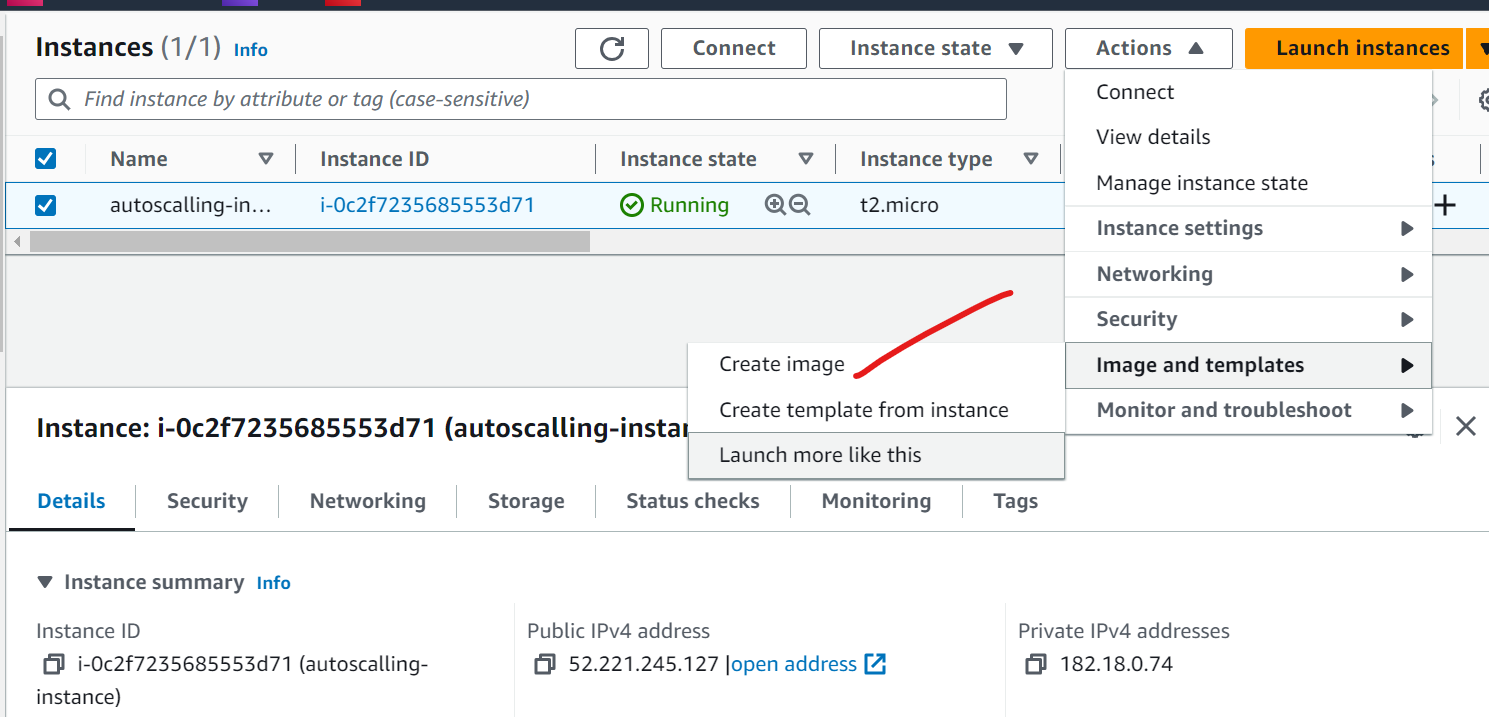 Instances (1/1) Info
Connect
Instance state
Actions
Launch instances
Find instance by attribute or tag (case-sensitive)
Connect
View details
Manage instance state
Instance settings
Networking
Security
Image and templates
Monitor and troubleshoot
Name
Instance ID
Instance state
Instance type
autoscalling-in...
i-0c2f7235685553d71
Running
t2.micro
Create image
Create template from instance
Launch more like this
Instance: i-0c2f7235685553d71 (autoscalling-instan
Details
Security
Networking
Storage
Status checks
Monitoring
Tags
Instance summary Info
Instance ID
i-0c2f7235685553d71 (autoscalling-
instance)
Public IPv4 address
52.221.245.127 |open address
Private IPv4 addresses
182.18.0.74